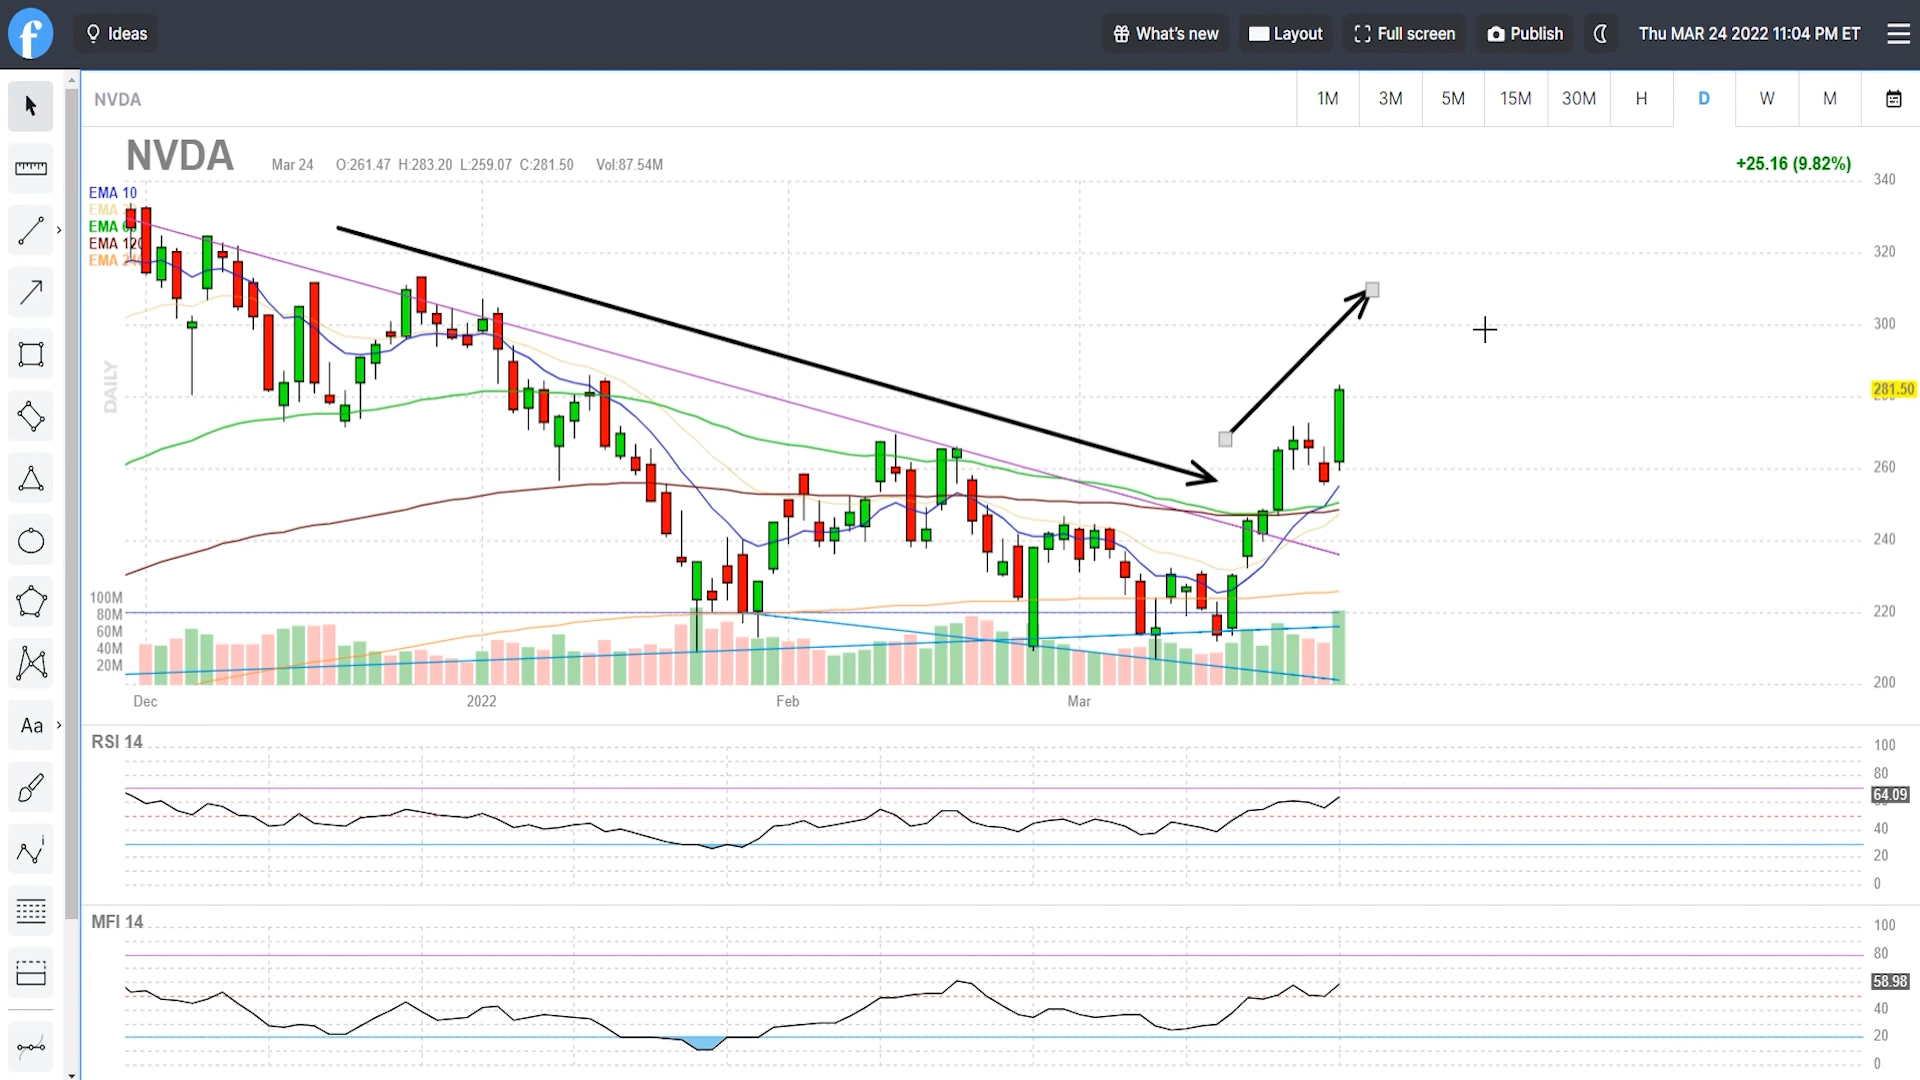 f Ideas What's new Layout Full screen Publish Thu MAR 24 2022 11:04 PM ET
NVDA 1M 3M 5M 15M 30M H D W M
NVDA Mar 24 O:261.47 H:283.20 L:259.07 C:281.50 Vol:87.54M +25.16 (9.82%)
340
EMA 10
EMA
EMA
EMA 120
EMA
320
300
DAILY
281.50
260
240
100M
80M
220
60M
40M
20M
200
Dec 2022 Feb Mar
Aa
RSI 14
100
80
64.09
40
20
0
MFI 14
100
80
58.98
40
20
0